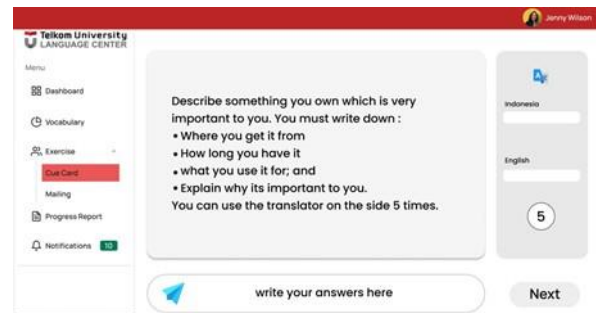 Jenny Wilson
Telkom University
LANGUAGE CENTER
Menu
Dashboard
Vocabulary
Exercise
Cue Card
Mailing
Progress Report
Notifications 10
Describe something you own which is very
important to you. You must write down :
• Where you get it from
• How long you have it
• what you use it for; and
• Explain why its important to you.
You can use the translator on the side 5 times.
Indonesia
English
5
write your answers here
Next